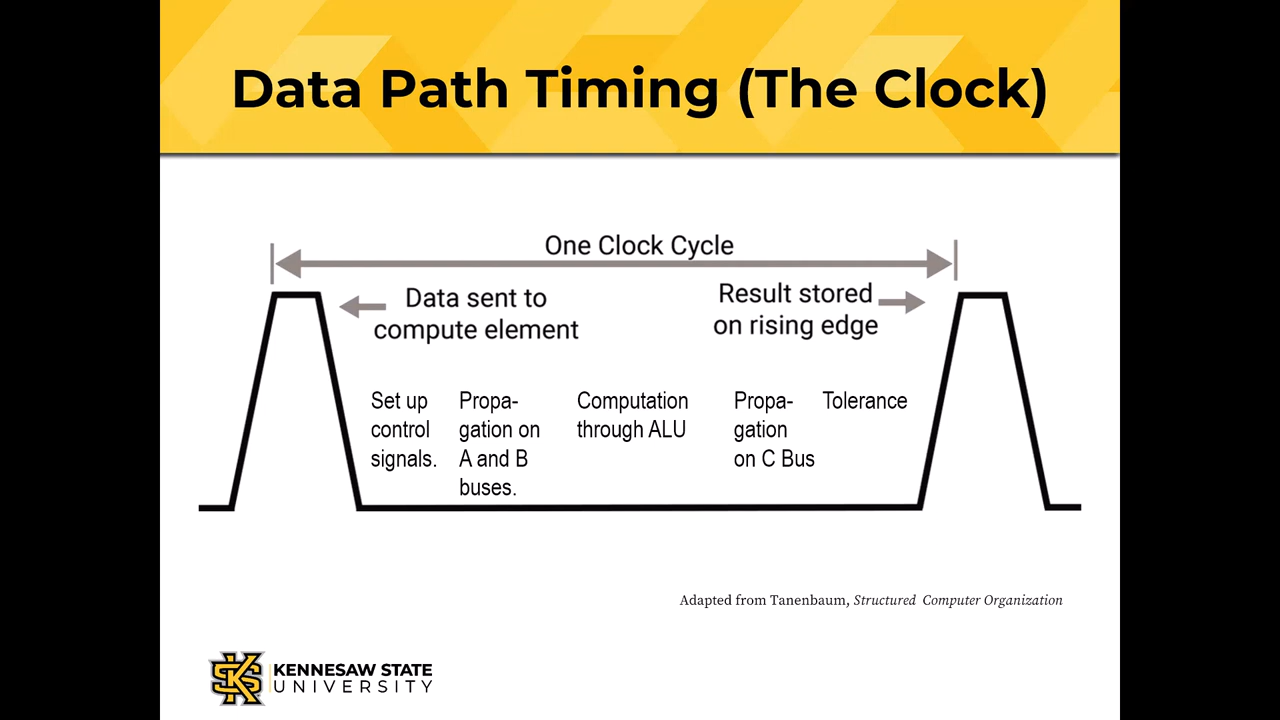 Data Path Timing (The Clock)
One Clock Cycle
Data sent to
compute element
Result stored
on rising edge
Set up
control
signals.
Propa-
gation on
A and B
buses.
Computation
through ALU
Propa-
gation
on C Bus
Tolerance
Adapted from Tanenbaum, Structured Computer Organization
KS
KENNESAW STATE
UNIVERSITY